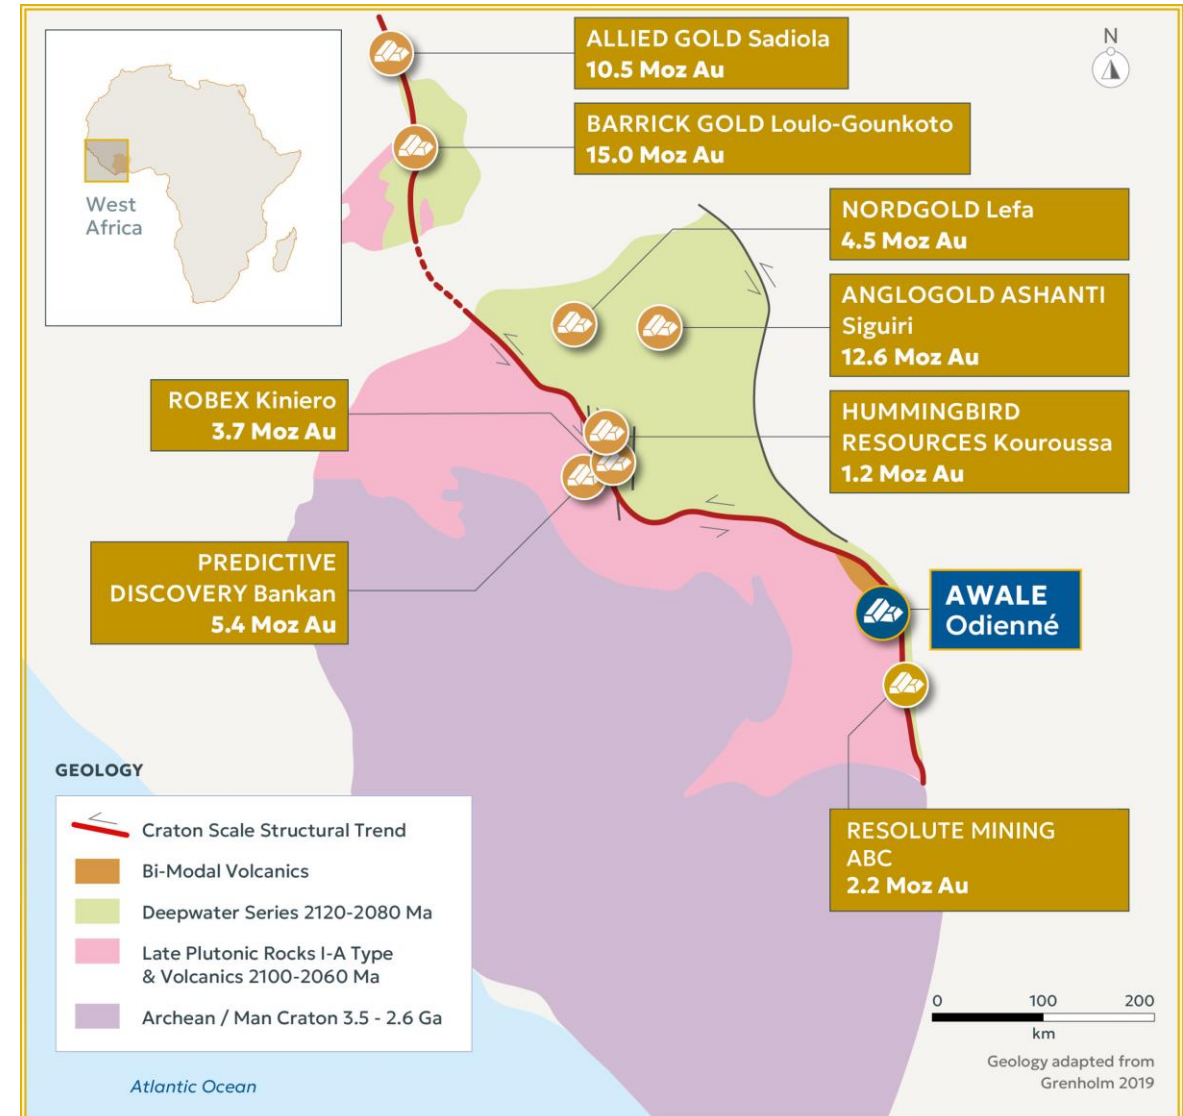 ALLIED GOLD Sadiola
10.5 Moz Au
N
BARRICK GOLD Loulo-Gounkoto
15.0 Moz Au
West
Africa
NORDGOLD Lefa
4.5 Moz Au
ANGLOGOLD ASHANTI
Siguiri
12.6 Moz Au
ROBEX Kiniero
3.7 Moz Au
HUMMINGBIRD
RESOURCES Kouroussa
1.2 Moz Au
PREDICTIVE
DISCOVERY Bankan
5.4 Moz Au
AWALE
Odienné
GEOLOGY
Craton Scale Structural Trend
Bi-Modal Volcanics
Deepwater Series 2120-2080 Ma
Late Plutonic Rocks I-A Type
& Volcanics 2100-2060 Ma
Archean / Man Craton 3.5 - 2.6 Ga
RESOLUTE MINING
ABC
2.2 Moz Au
0 100 200
km
Geology adapted from
Grenholm 2019
Atlantic Ocean